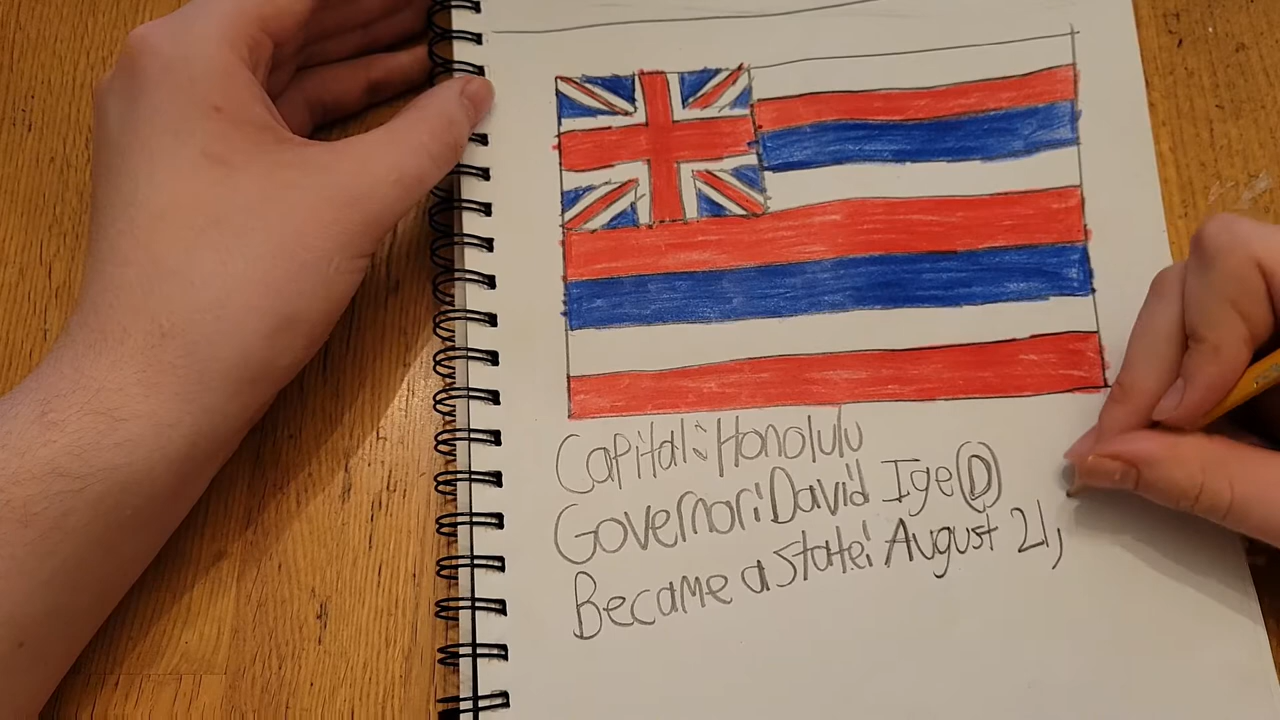 Capital: Honolulu
Governor: David Ige (D)
Became a state: August 21,